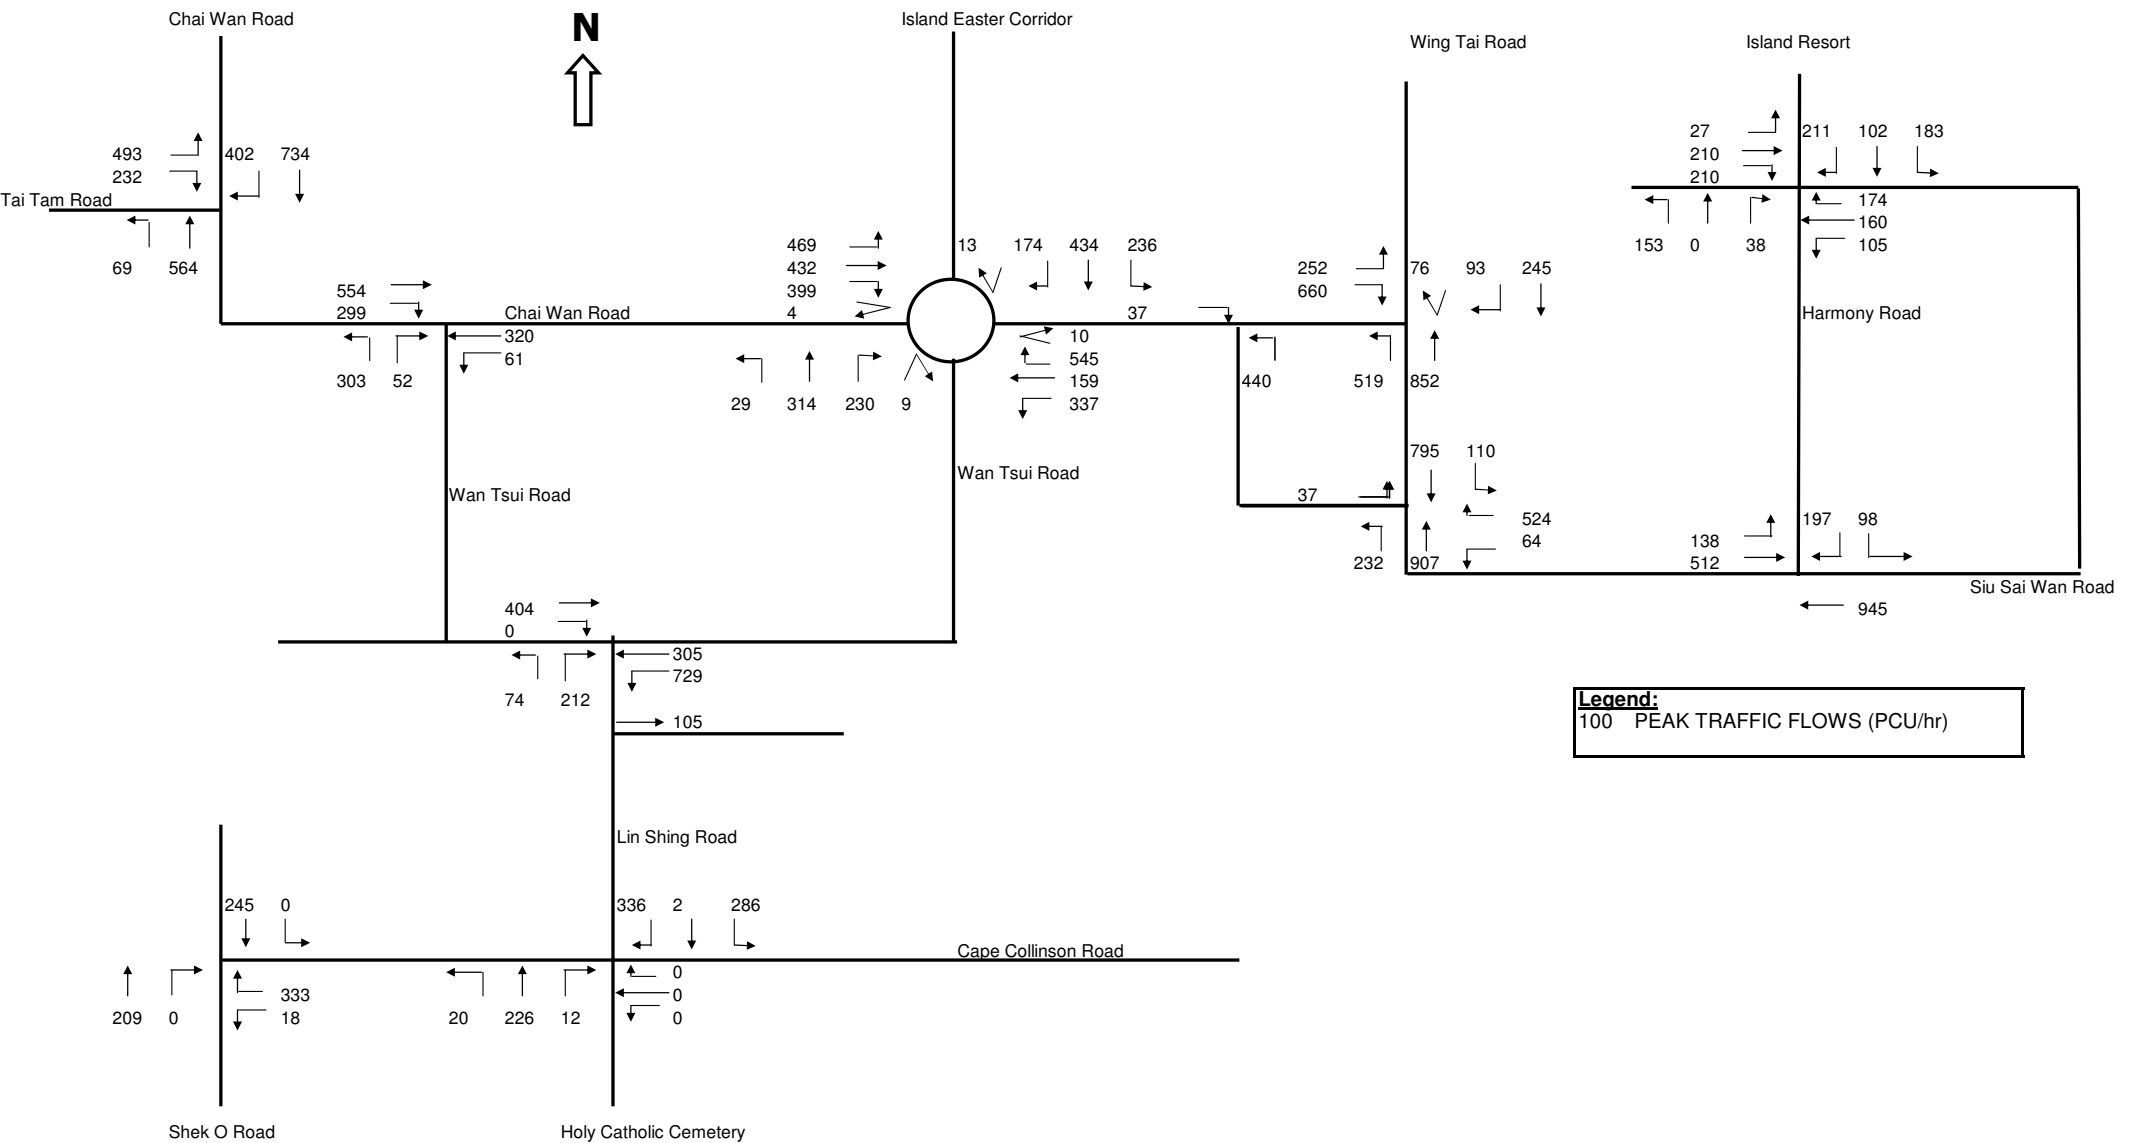 Chai Wan Road
N
Island Easter Corridor
Wing Tai Road
Island Resort
493
232
402 734
Tai Tam Road
69 564
27
210
210
211 102 183
174
160
105
153 0 38
469
432
399
4
13 174 434 236
252
660
76 93 245
554
299
Chai Wan Road
37
Harmony Road
320
61
303 52
10
545
159
337
29 314 230 9
440 519 852
795 110
Wan Tsui Road
Wan Tsui Road
37
524
64
232 907
138
512
197 98
Siu Sai Wan Road
945
404
0
305
729
74 212
105
Legend:
100 PEAK TRAFFIC FLOWS (PCU/hr)
Lin Shing Road
245 0
336 2 286
Cape Collinson Road
333
18
209 0
0
0
0
20 226 12
Shek O Road
Holy Catholic Cemetery